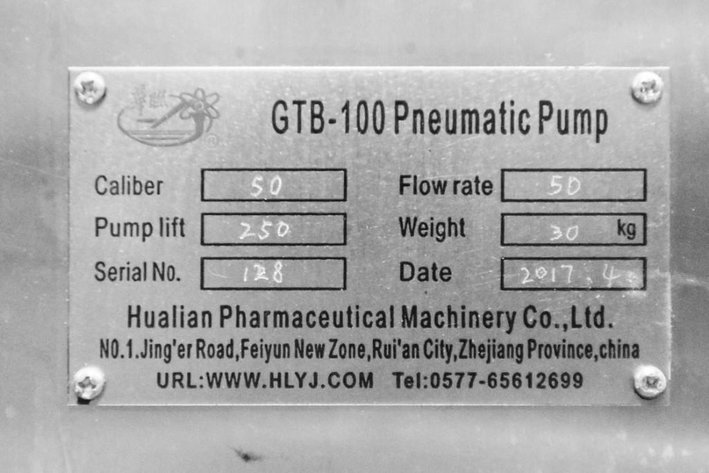 華聯
GTB-100 Pneumatic Pump
Caliber 50 Flow rate 50
Pump lift 250 Weight 30 kg
Serial No. 128 Date 2017.4
Hualian Pharmaceutical Machinery Co.,Ltd.
NO.1.Jing'er Road,Feiyun New Zone,Rui'an City,Zhejiang Province,china
URL:WWW.HLYJ.COM Tel:0577-65612699